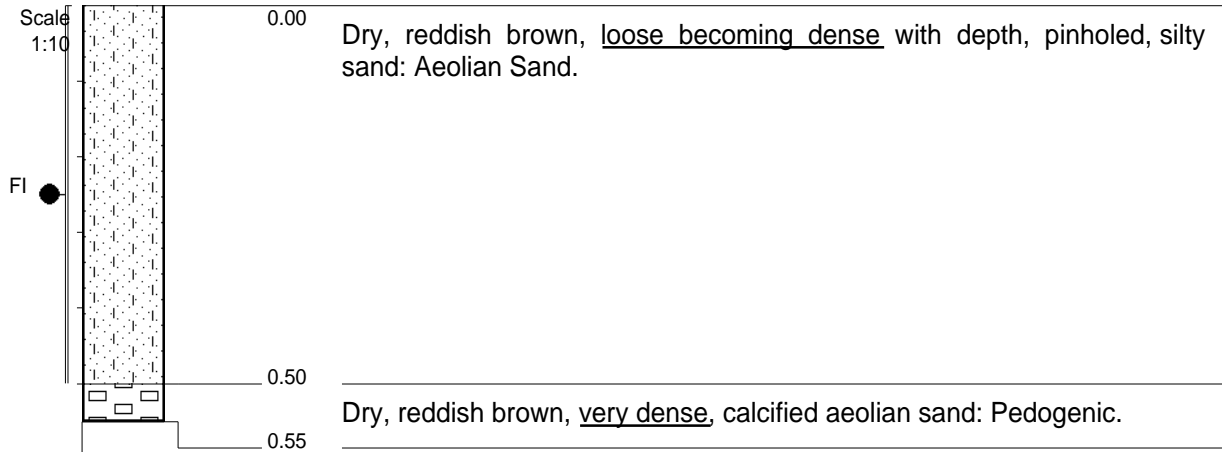 Scale
1:10
0.00
Dry, reddish brown, loose becoming dense with depth, pinholed, silty
sand: Aeolian Sand.
FI
0.50
Dry, reddish brown, very dense, calcified aeolian sand: Pedogenic.
0.55